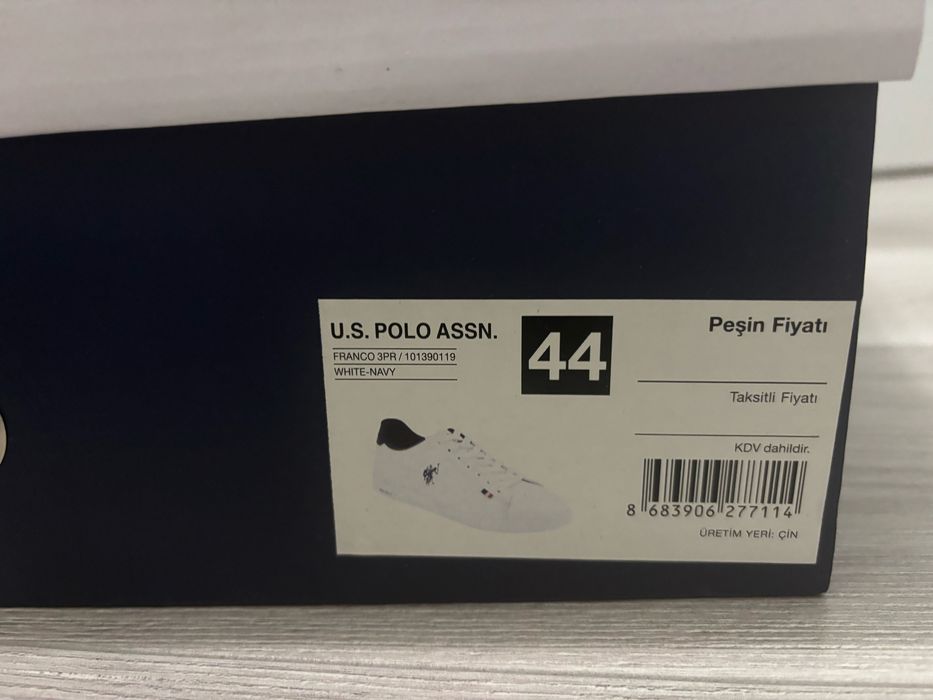 U.S. POLO ASSN.
FRANCO 3PR / 101390119
WHITE-NAVY
44
Peşin Fiyatı
Taksitli Fiyatı
KDV dahildir.
8 683906 277114
ÜRETİM YERİ: ÇİN